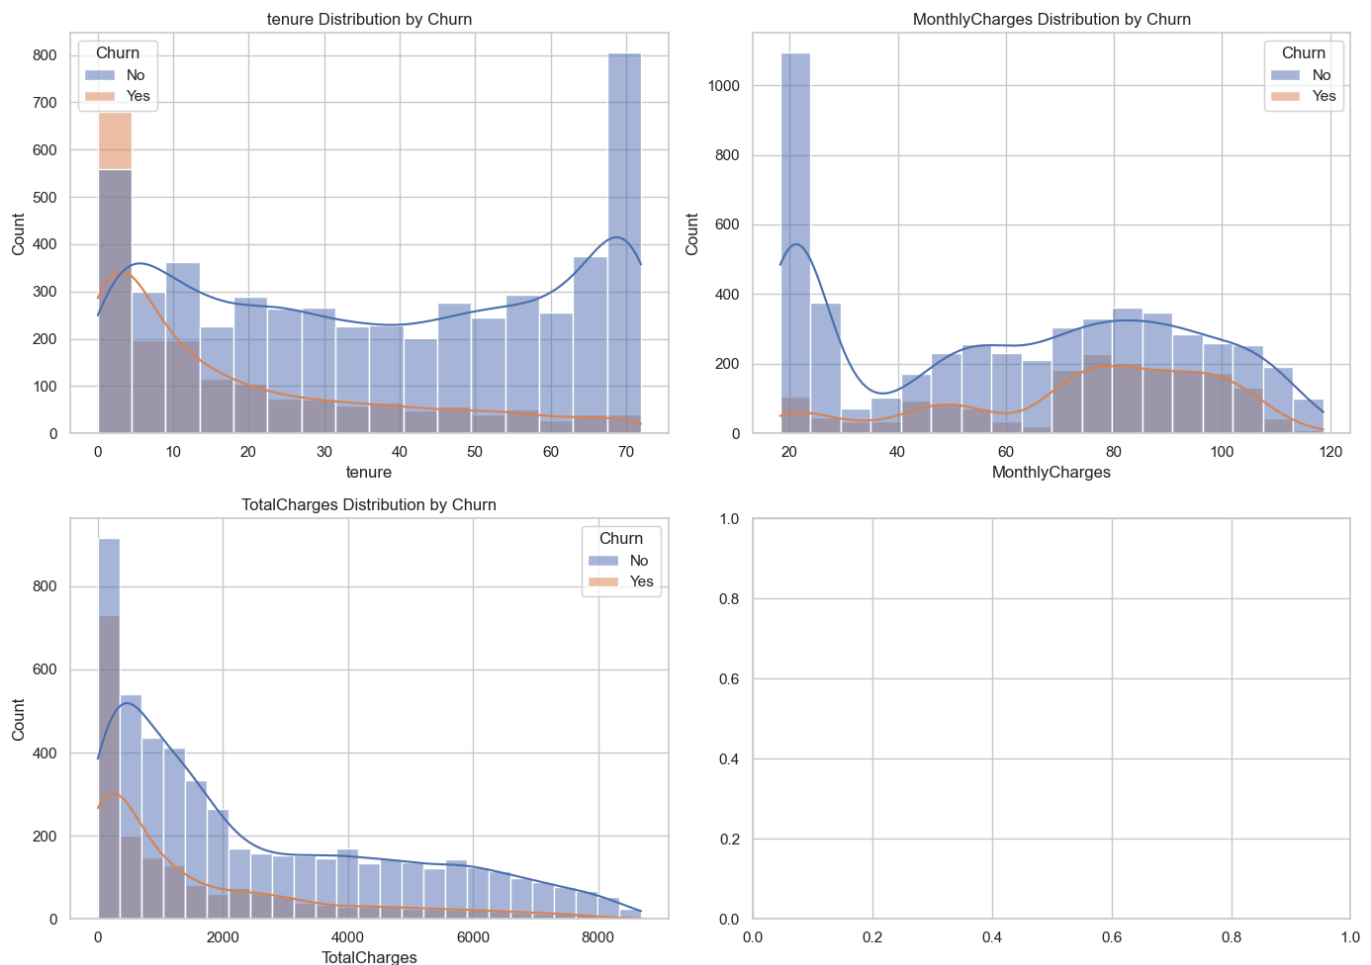 tenure Distribution by Churn
800
700
600
500
400
300
200
100
0
Count
Churn
No
Yes
0 10 20 30 40 50 60 70
tenure
MonthlyCharges Distribution by Churn
1000
800
600
400
200
0
Count
Churn
No
Yes
20 40 60 80 100 120
MonthlyCharges
TotalCharges Distribution by Churn
800
600
400
200
0
Count
Churn
No
Yes
0 2000 4000 6000 8000
TotalCharges
1.0
0.8
0.6
0.4
0.2
0.0
0.0 0.2 0.4 0.6 0.8 1.0